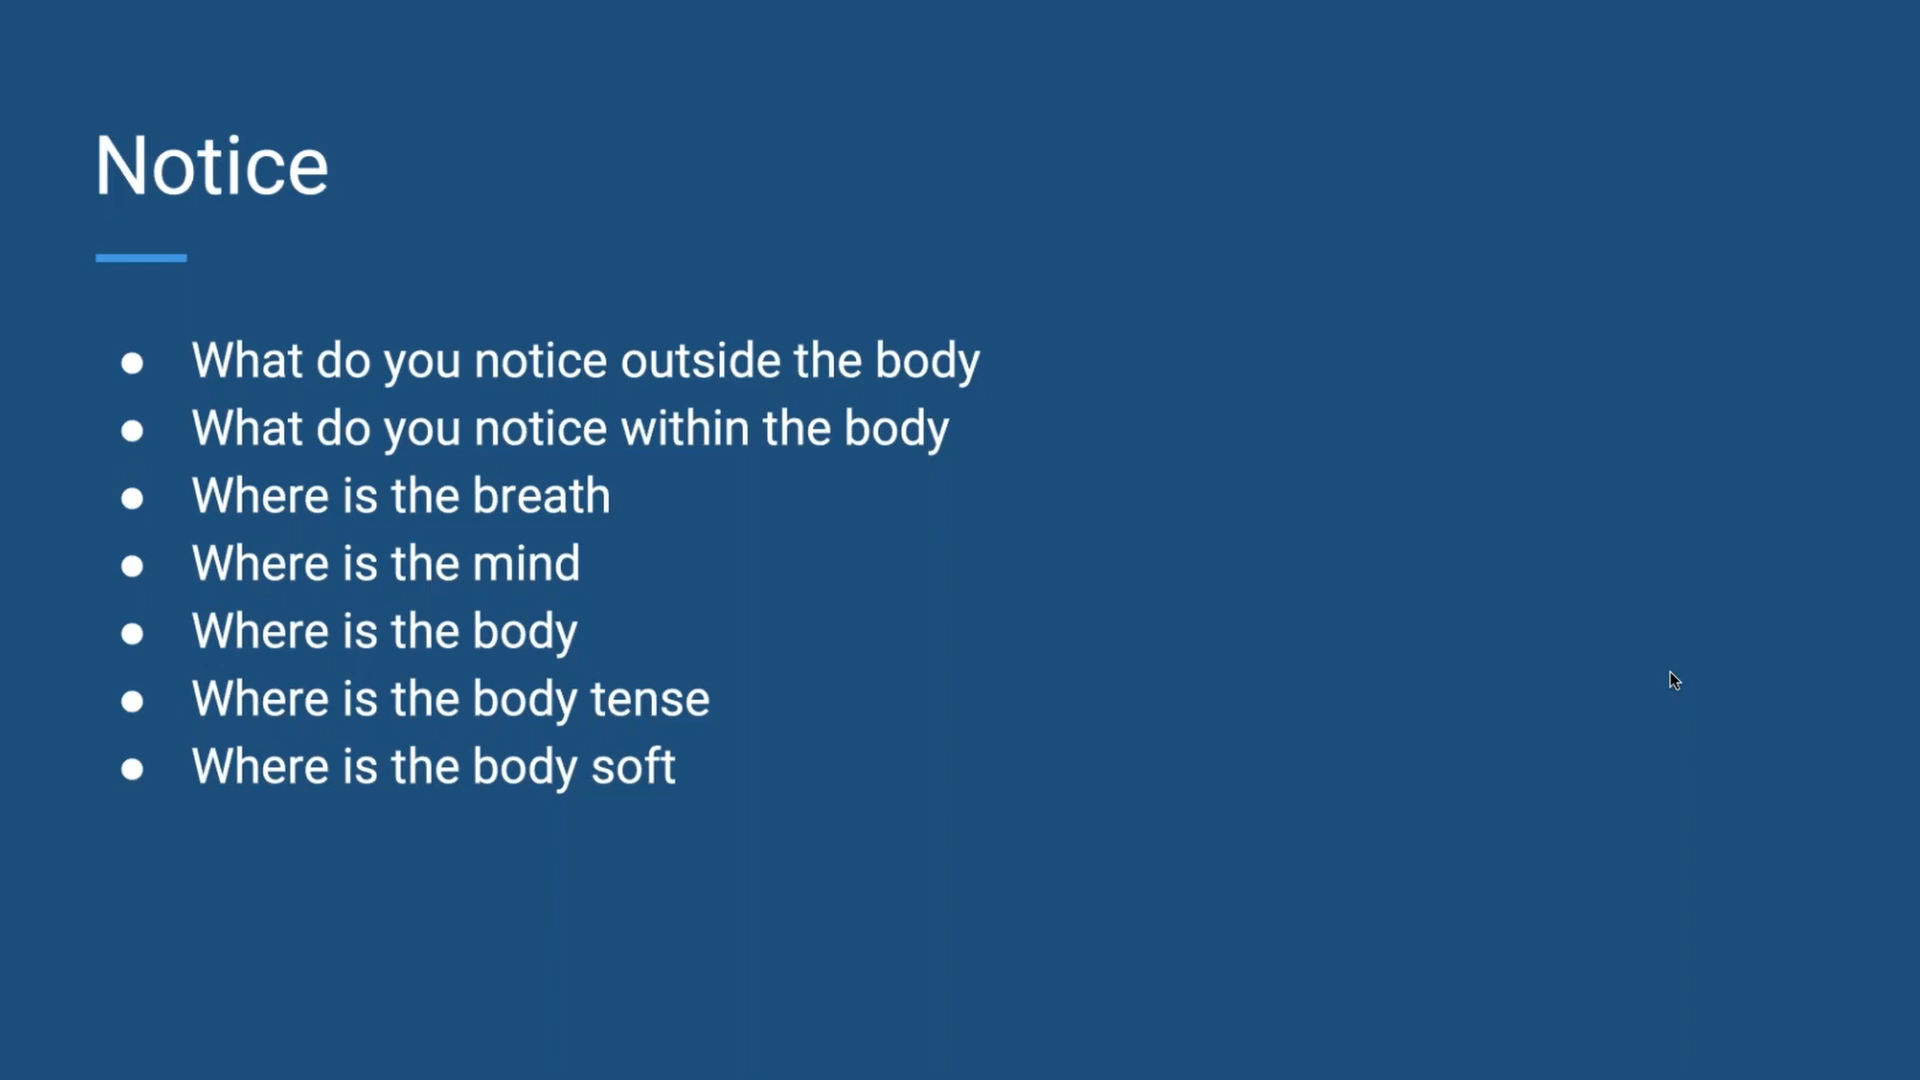 Notice
● What do you notice outside the body
● What do you notice within the body
● Where is the breath
● Where is the mind
● Where is the body
● Where is the body tense
● Where is the body soft